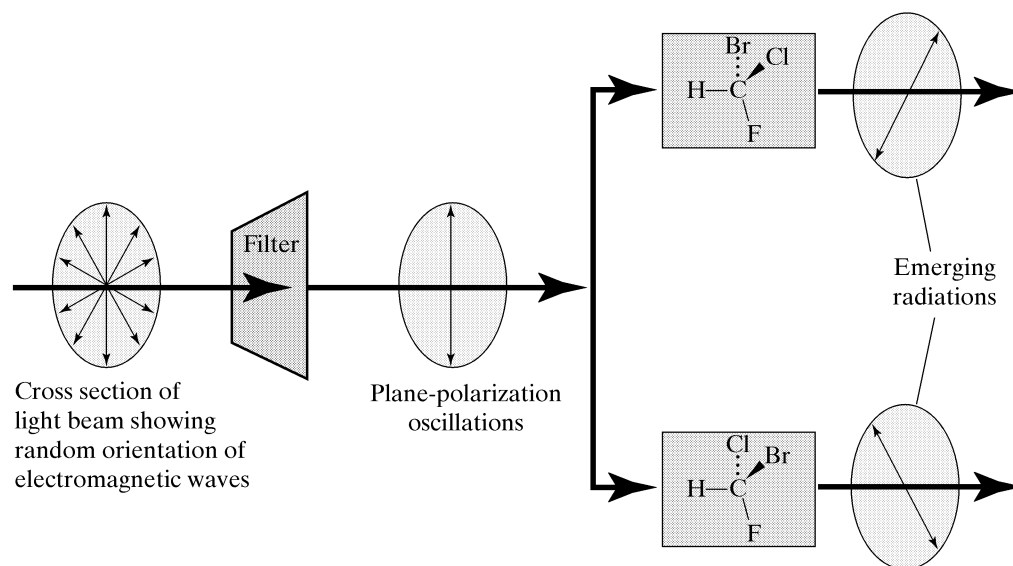 Br
Cl
H—C
F
Filter
Emerging
radiations
Cross section of
light beam showing
random orientation of
electromagnetic waves
Plane-polarization
oscillations
Cl
Br
H—C
F